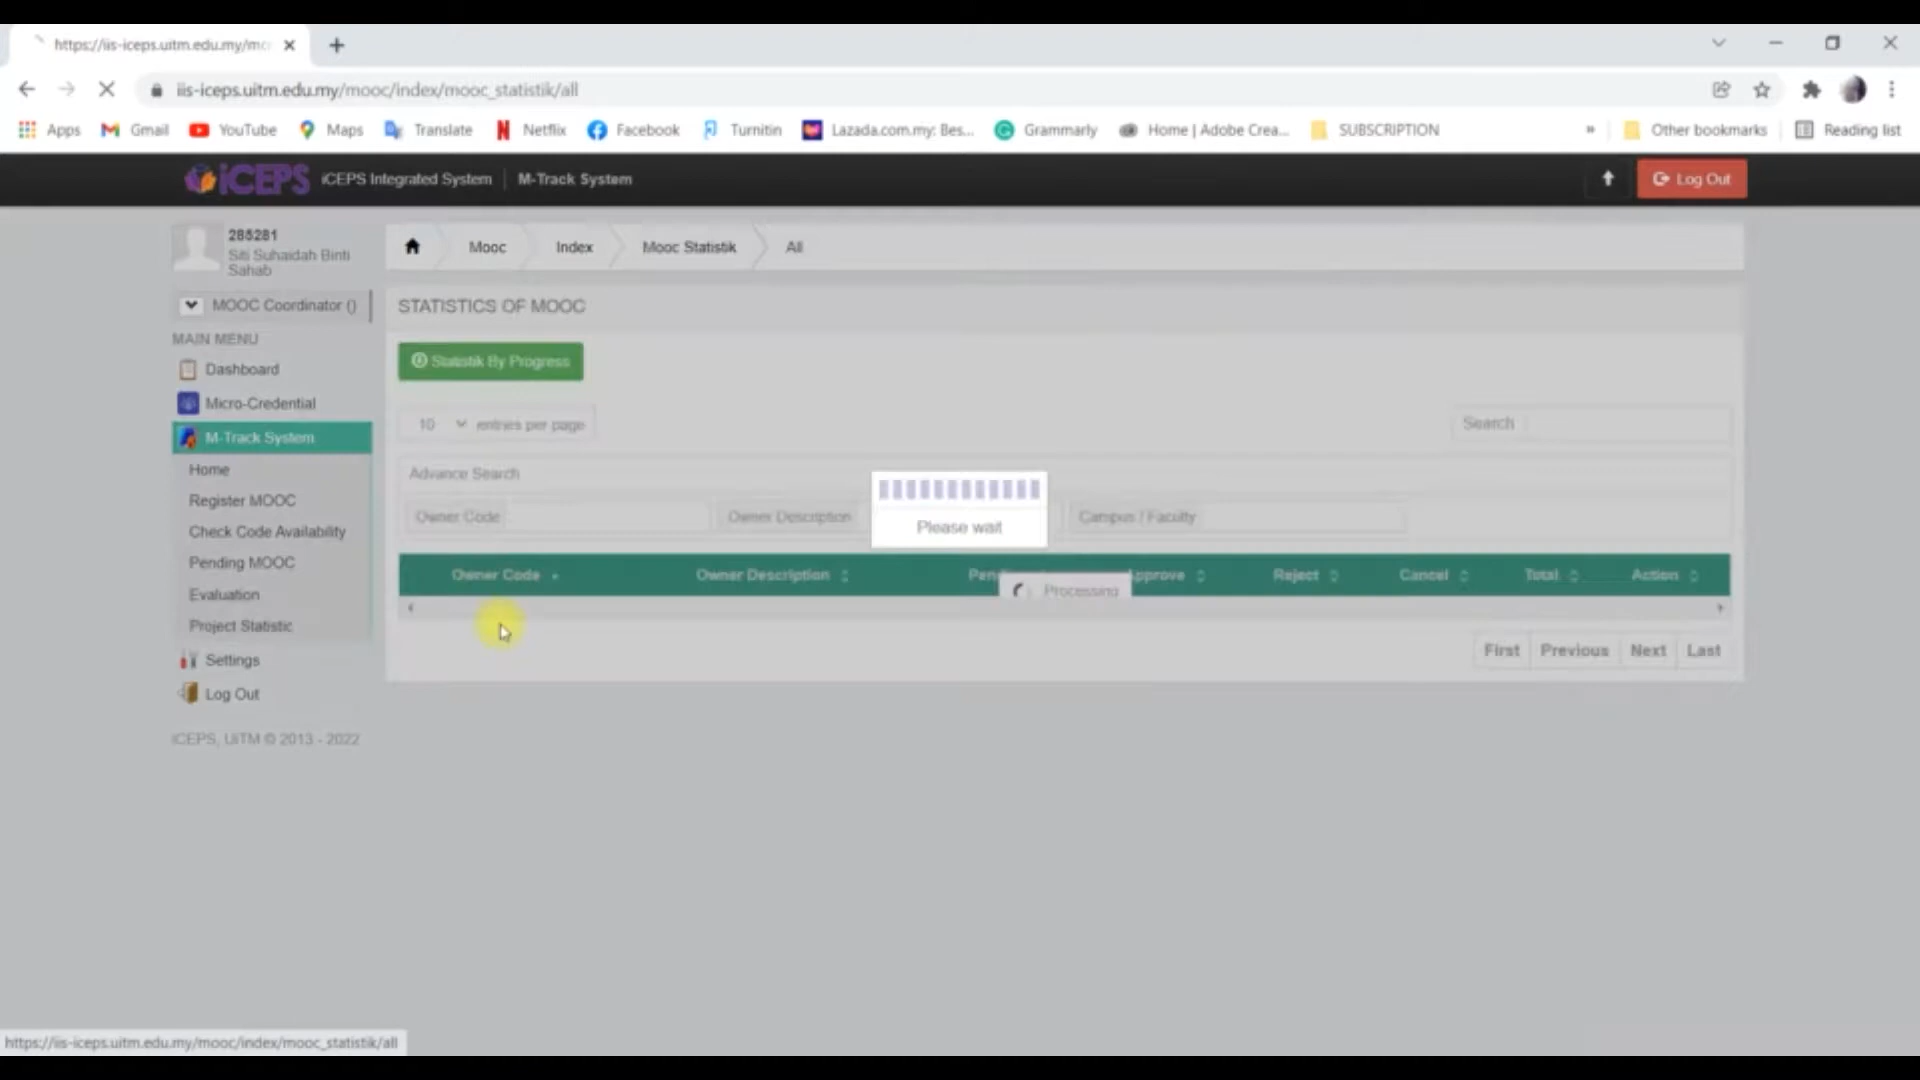 https://iis-iceps.uitm.edu.my/mc
iis-iceps.uitm.edu.my/mooc/index/mooc_statistik/all
Apps Gmail YouTube Maps Translate Netflix Facebook Turnitin Lazada.com.my: Bes... Grammarly Home | Adobe Crea... SUBSCRIPTION » Other bookmarks Reading list
iCEPS iCEPS Integrated System M-Track System Log Out
285281
Siti Suhaidah Binti
Sahab
Mooc Index Mooc Statistik All
MOOC Coordinator ()
STATISTICS OF MOOC
MAIN MENU
Dashboard
Micro-Credential
M-Track System
Home
Register MOOC
Check Code Availability
Pending MOOC
Evaluation
Project Statistic
Settings
Log Out
iCEPS, UiTM © 2013 - 2022
Statistik By Progress
10 entries per page Search
Advance Search
Owner Code Owner Description Campus / Faculty
Please wait
Owner Code Owner Description Pen Approve Reject Cancel Total Action
Processing
First Previous Next Last
https://iis-iceps.uitm.edu.my/mooc/index/mooc_statistik/all